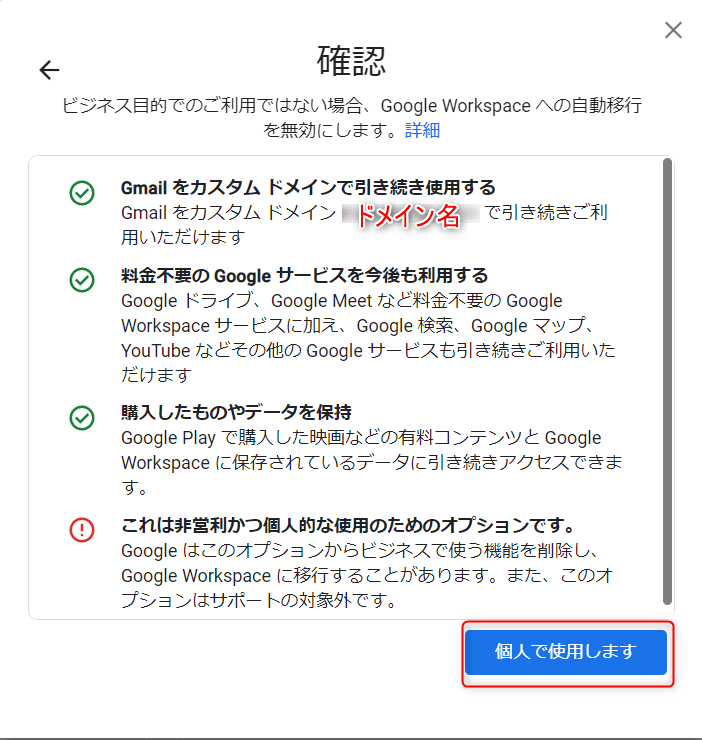 確認
ビジネス目的でのご利用ではない場合、Google Workspace への自動移行
を無効にします。詳細
Gmail をカスタム ドメインで引き続き使用する
Gmail をカスタム ドメイン ドメイン名 で引き続きご利
用いただけます
料金不要の Google サービスを今後も利用する
Google ドライブ、Google Meet など料金不要の Google
Workspace サービスに加え、Google 検索、Google マップ、
YouTube などその他の Google サービスも引き続きご利用いた
だけます
購入したものやデータを保持
Google Play で購入した映画などの有料コンテンツと Google
Workspace に保存されているデータに引き続きアクセスできま
す。
これは非営利かつ個人的な使用のためのオプションです。
Google はこのオプションからビジネスで使う機能を削除し、
Google Workspace に移行することがあります。また、このオ
プションはサポートの対象外です。
個人で使用します